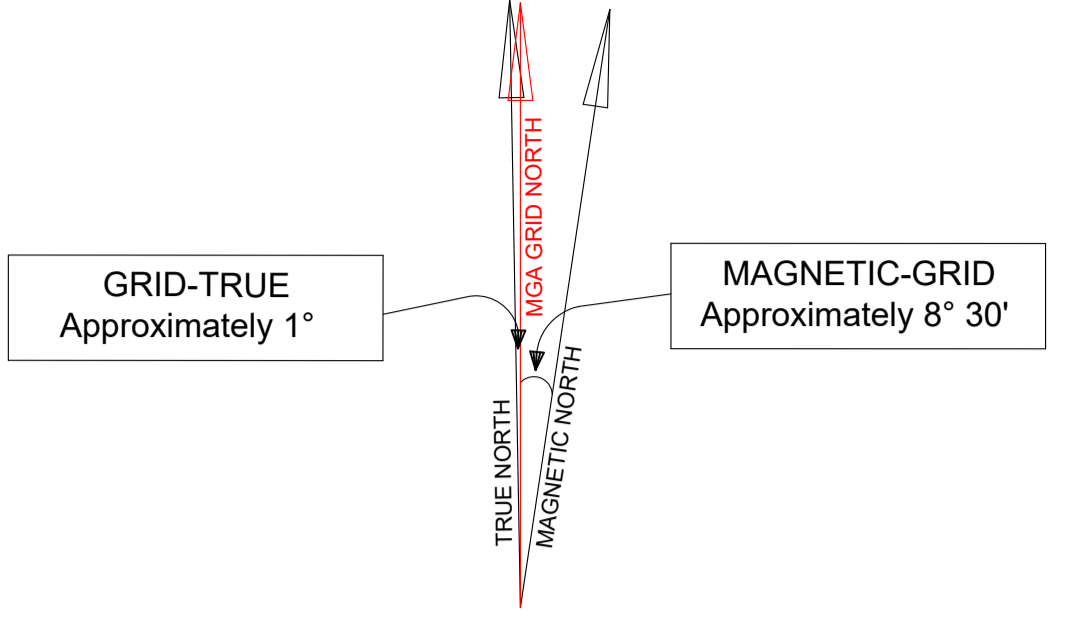 MGA GRID NORTH
GRID-TRUE
Approximately 1°
MAGNETIC-GRID
Approximately 8° 30'
TRUE NORTH
MAGNETIC NORTH